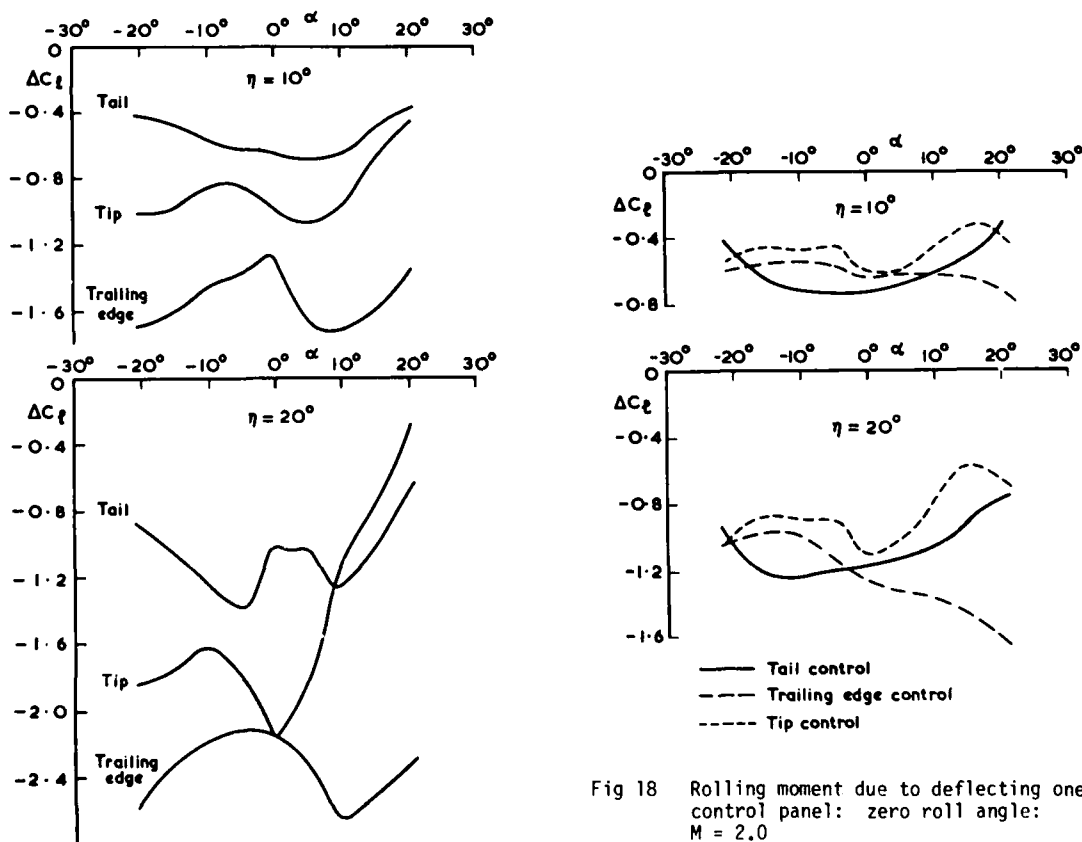 -30° -20° -10° 0° α 10° 20° 30°
0
ΔCℓ
η = 10°
Tail
-0·4
-0·8
Tip
-1·2
Trailing
edge
-1·6
-30° -20° -10° 0° α 10° 20° 30°
0
ΔCℓ
η = 20°
-0·4
Tail
-0·8
-1·2
-1·6
Tip
-2·0
Trailing
edge
-2·4
-30° -20° -10° 0° α 10° 20° 30°
0
ΔCℓ
η = 10°
-0·4
-0·8
-30° -20° -10° 0° α 10° 20° 30°
0
ΔCℓ
-0·4
η = 20°
-0·8
-1·2
-1·6
Tail control
Trailing edge control
Tip control
Fig 18 Rolling moment due to deflecting one
control panel: zero roll angle:
M = 2.0